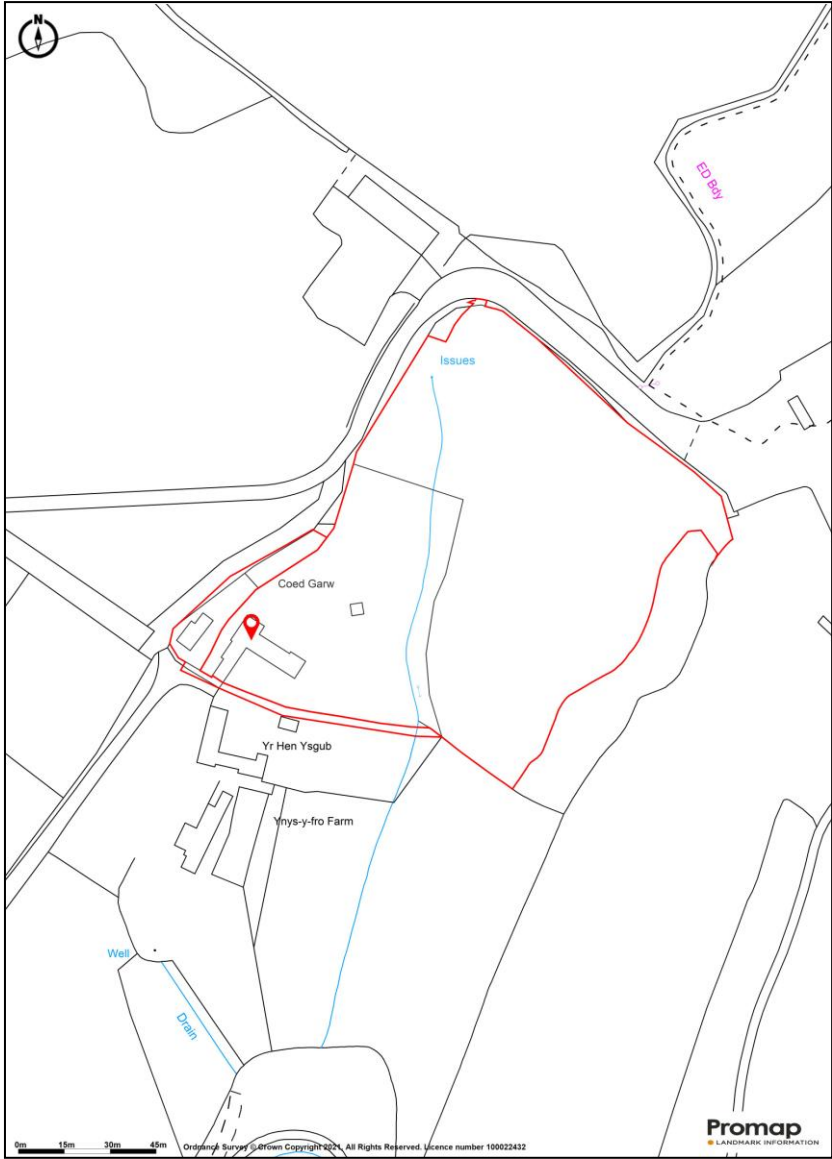 N
ED Bdy
Issues
Coed Garw
Yr Hen Ysgub
Ynys-y-fro Farm
Well
Drain
0m 15m 30m 45m
Ordnance Survey © Crown Copyright 2021, All Rights Reserved. Licence number 100022432
Promap
LANDMARK INFORMATION